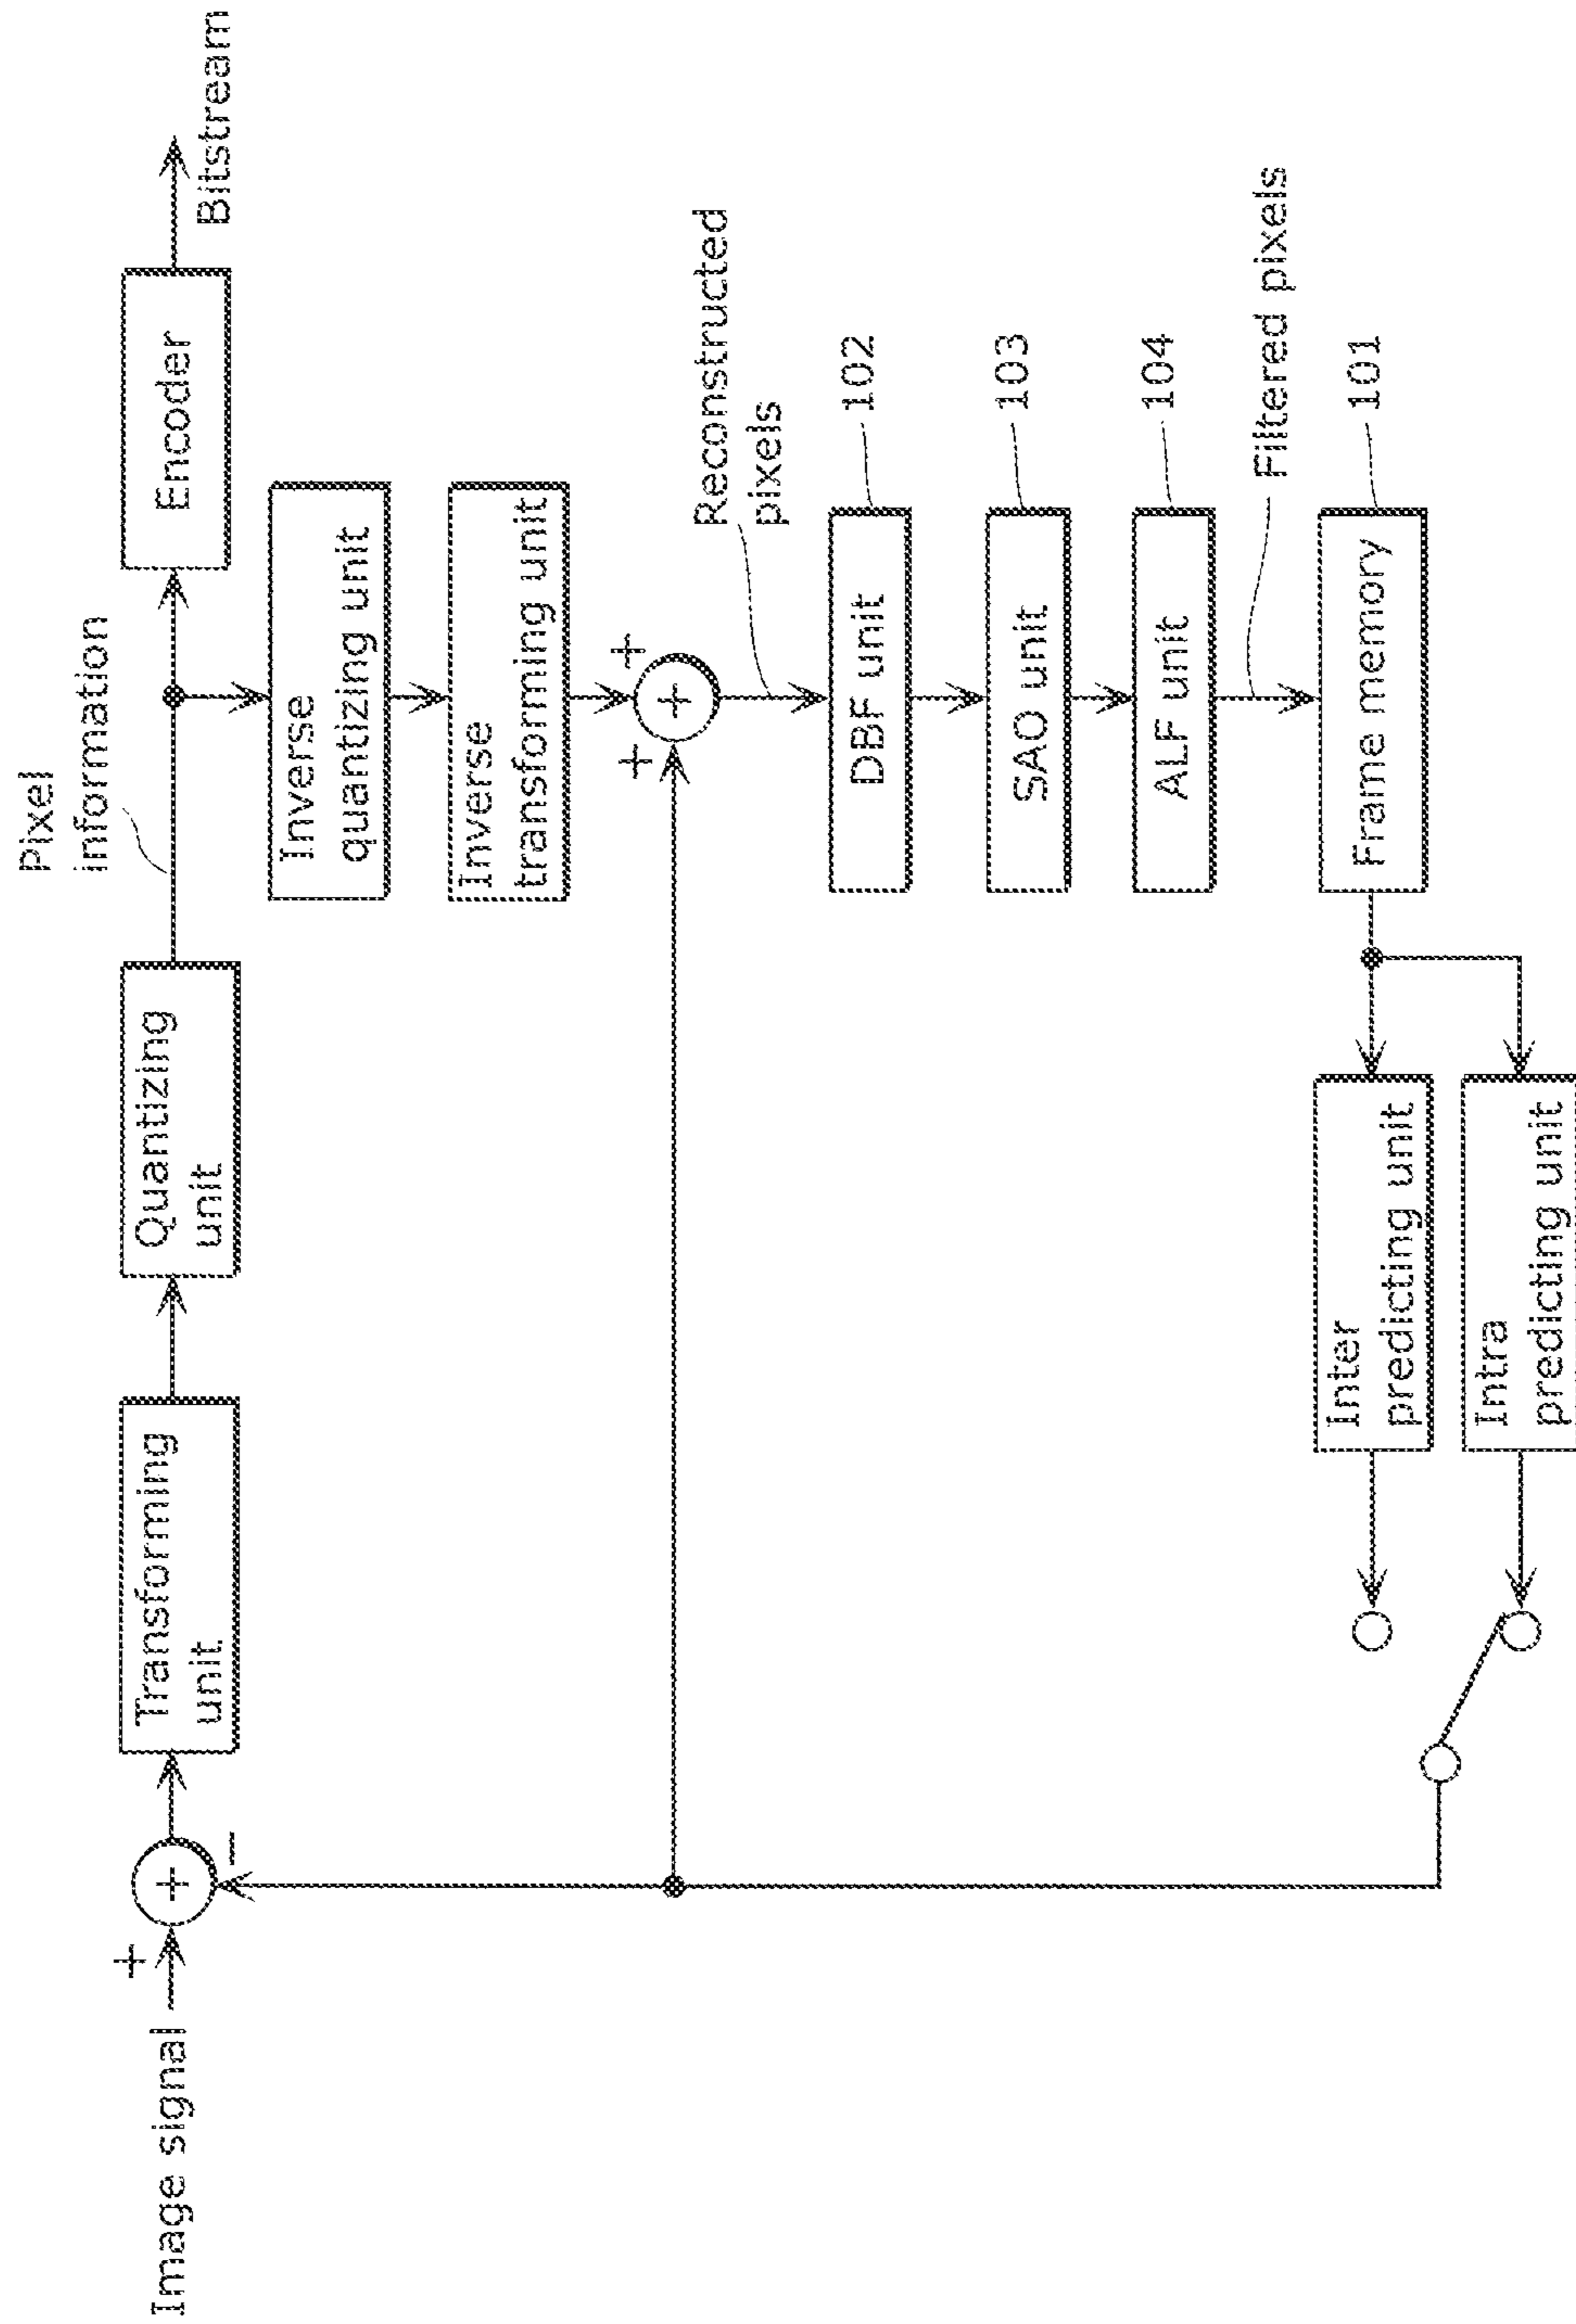 Image signal
+
+
−
Transforming
unit
Quantizing
unit
Pixel
information
Encoder
Bitstream
Inverse
quantizing unit
Inverse
transforming unit
+
+
+
Reconstructed
pixels
DBF unit
102
SAO unit
103
ALF unit
104
Filtered pixels
Frame memory
101
Inter
predicting unit
Intra
predicting unit